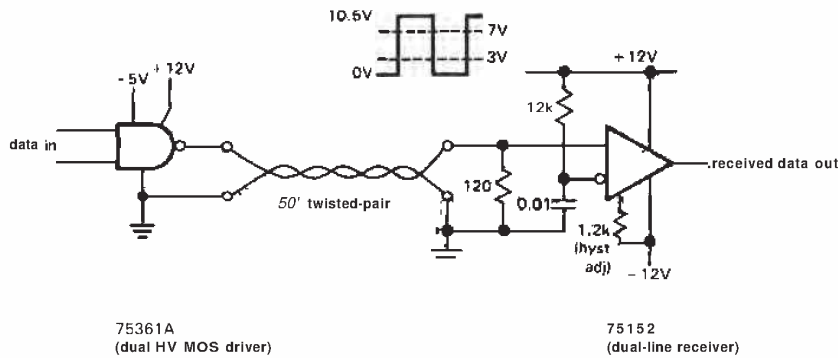 10.5V
7V
3V
0V
- 5V
+ 12V
data in
50' twisted-pair
120
12k
0.01
+ 12V
received data out
1.2k
(hyst
adj)
- 12V
75361A
(dual HV MOS driver)
75152
(dual-line receiver)